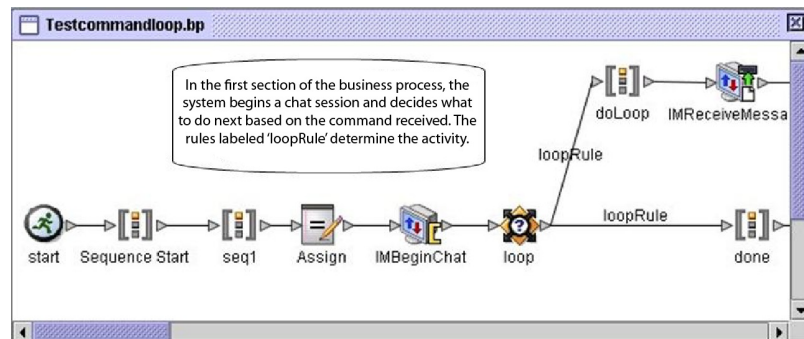 Testcommandloop.bp
In the first section of the business process, the
system begins a chat session and decides what
to do next based on the command received. The
rules labeled 'loopRule' determine the activity.
doLoop
IMReceiveMessa
loopRule
loopRule
start
Sequence Start
seq1
Assign
IMBeginChat
loop
done